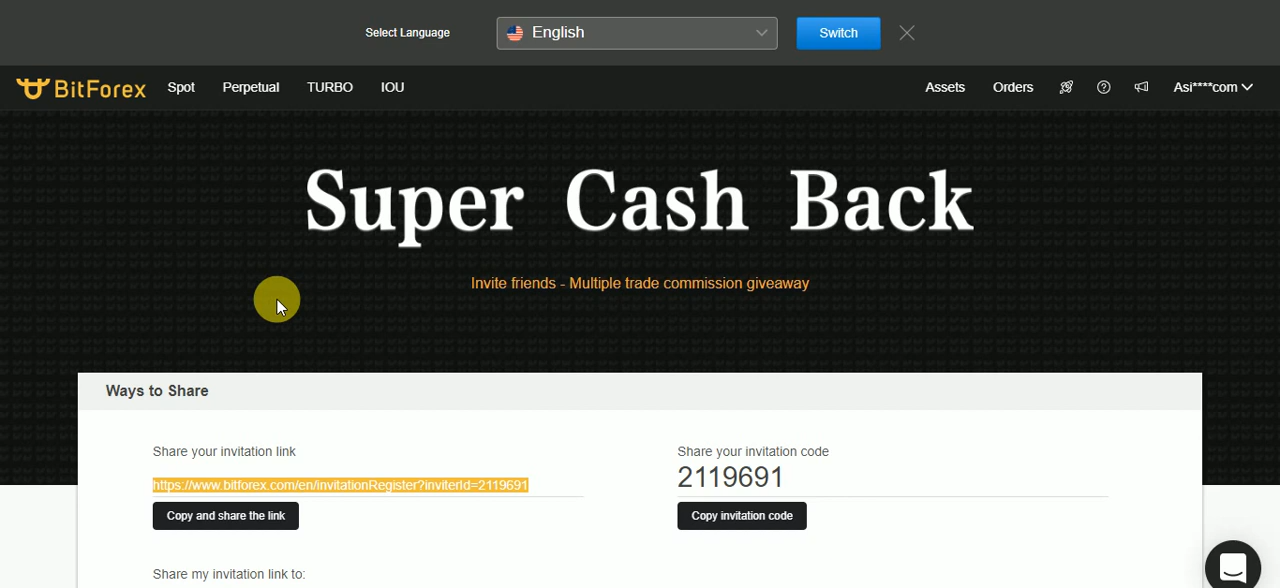 Select Language
English
Switch
BitForex
Spot
Perpetual
TURBO
IOU
Assets
Orders
Asi****com
Super Cash Back
Invite friends - Multiple trade commission giveaway
Ways to Share
Share your invitation link
Share your invitation code
https://www.bitforex.com/en/invitationRegister?inviterId=2119691
2119691
Copy and share the link
Copy invitation code
Share my invitation link to: